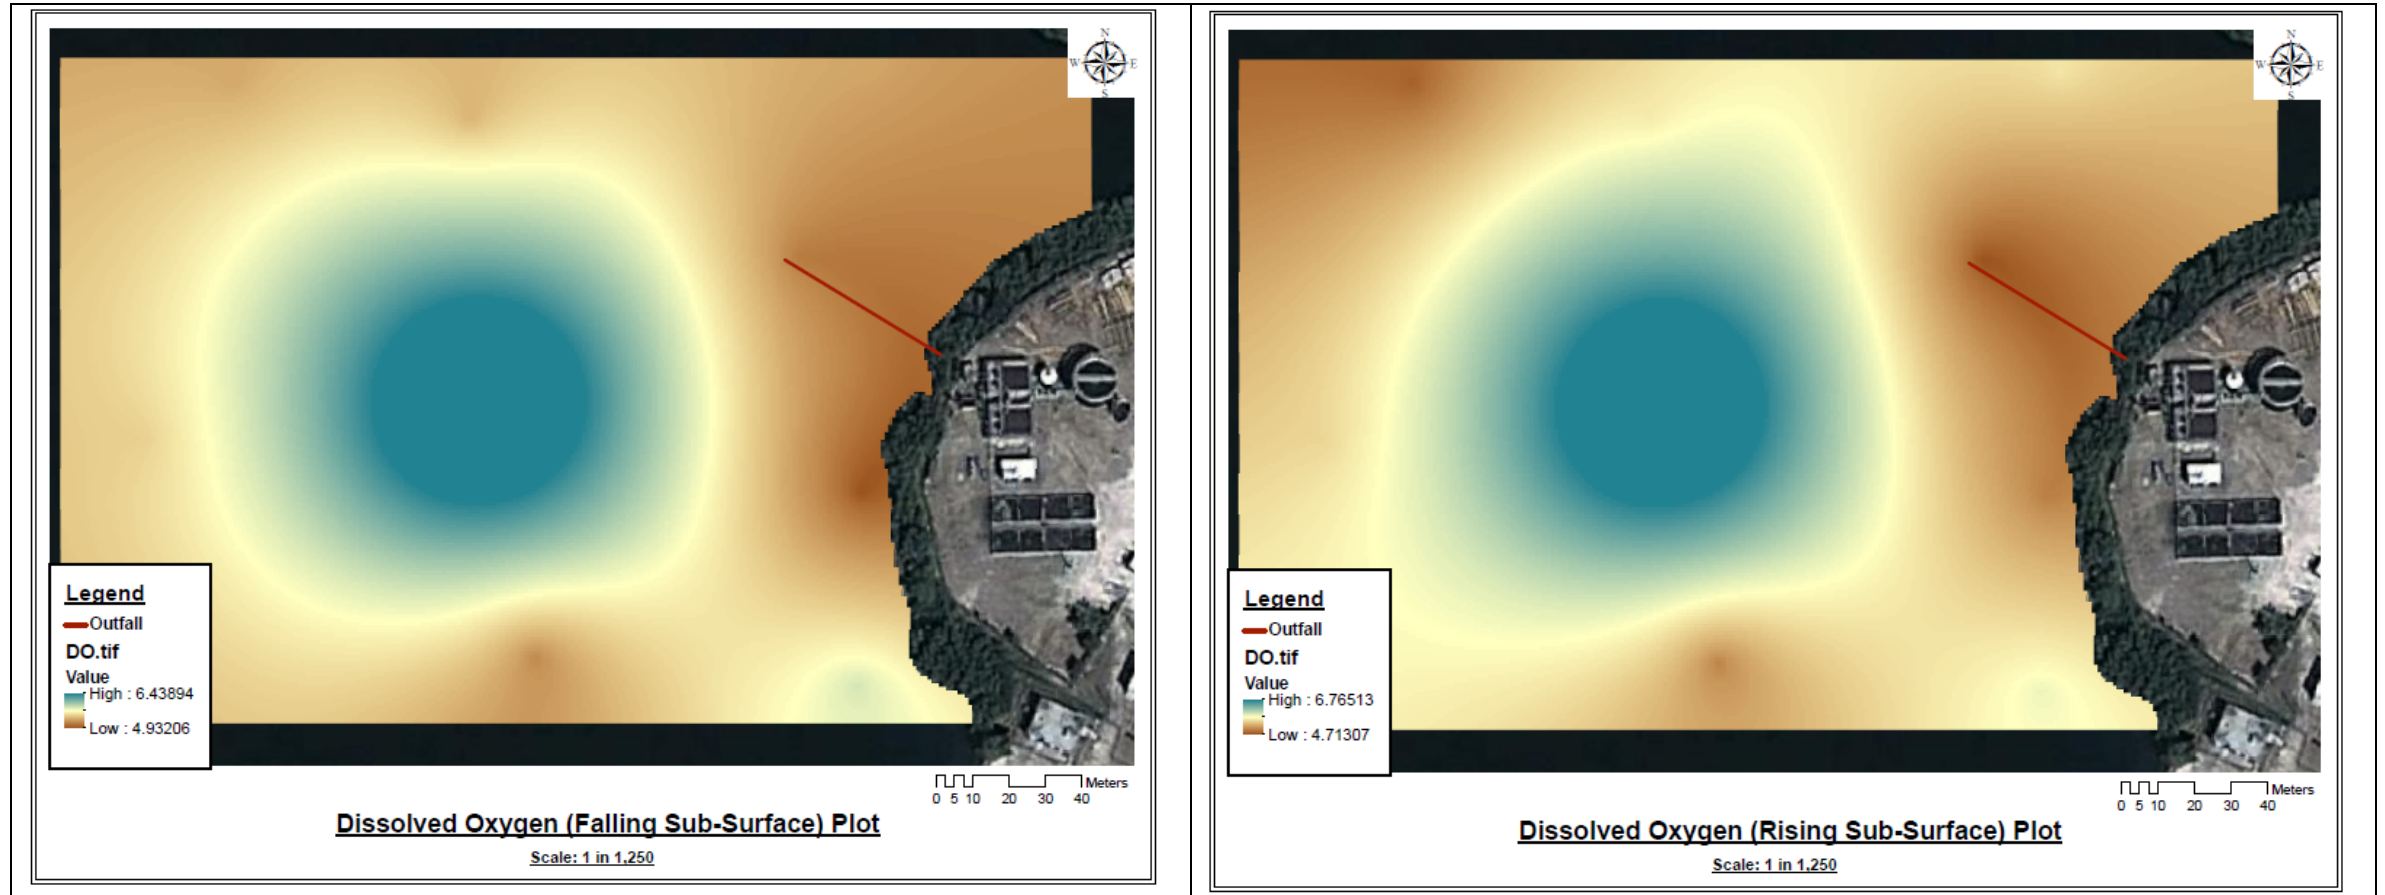 N
W E
S
Legend
Outfall
DO.tif
Value
High : 6.43894
Low : 4.93206
0 5 10 20 30 40 Meters
Dissolved Oxygen (Falling Sub-Surface) Plot
Scale: 1 in 1,250
N
W E
S
Legend
Outfall
DO.tif
Value
High : 6.76513
Low : 4.71307
0 5 10 20 30 40 Meters
Dissolved Oxygen (Rising Sub-Surface) Plot
Scale: 1 in 1,250